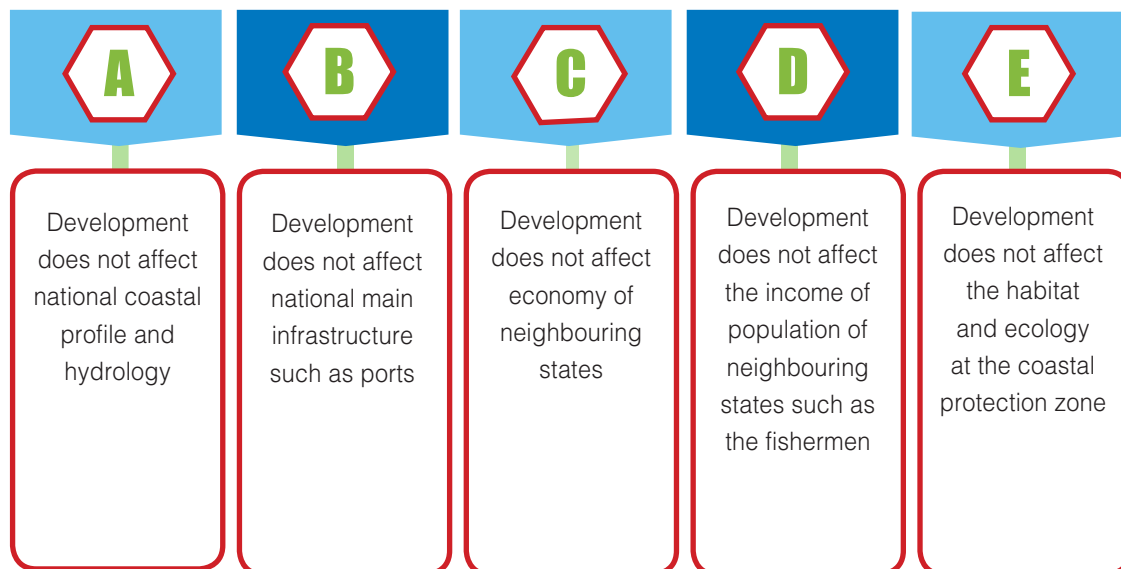 A
Development
does not affect
national coastal
profile and
hydrology
B
Development
does not affect
national main
infrastructure
such as ports
C
Development
does not affect
economy of
neighbouring
states
D
Development
does not affect
the income of
population of
neighbouring
states such as
the fishermen
E
Development
does not affect
the habitat
and ecology
at the coastal
protection zone